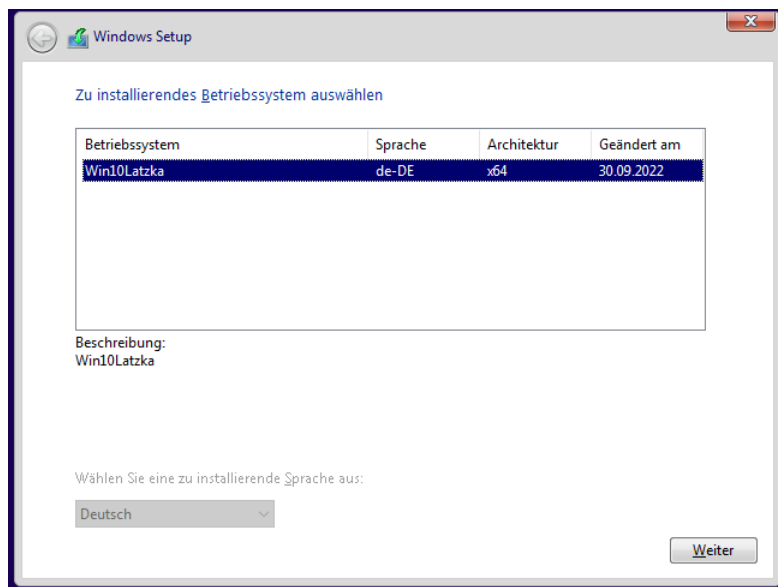 Windows Setup
Zu installierendes Betriebssystem auswählen
Betriebssystem Sprache Architektur Geändert am
Win10Latzka de-DE x64 30.09.2022
Beschreibung:
Win10Latzka
Wählen Sie eine zu installierende Sprache aus:
Deutsch
Weiter